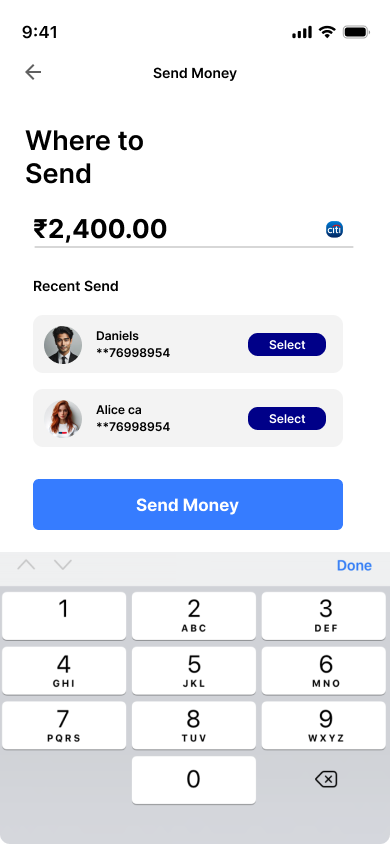 9:41
Send Money
Where to
Send
₹2,400.00
citi
Recent Send
Daniels
**76998954
Select
Alice ca
**76998954
Select
Send Money
Done
1
2
ABC
3
DEF
4
GHI
5
JKL
6
MNO
7
PQRS
8
TUV
9
WXYZ
0